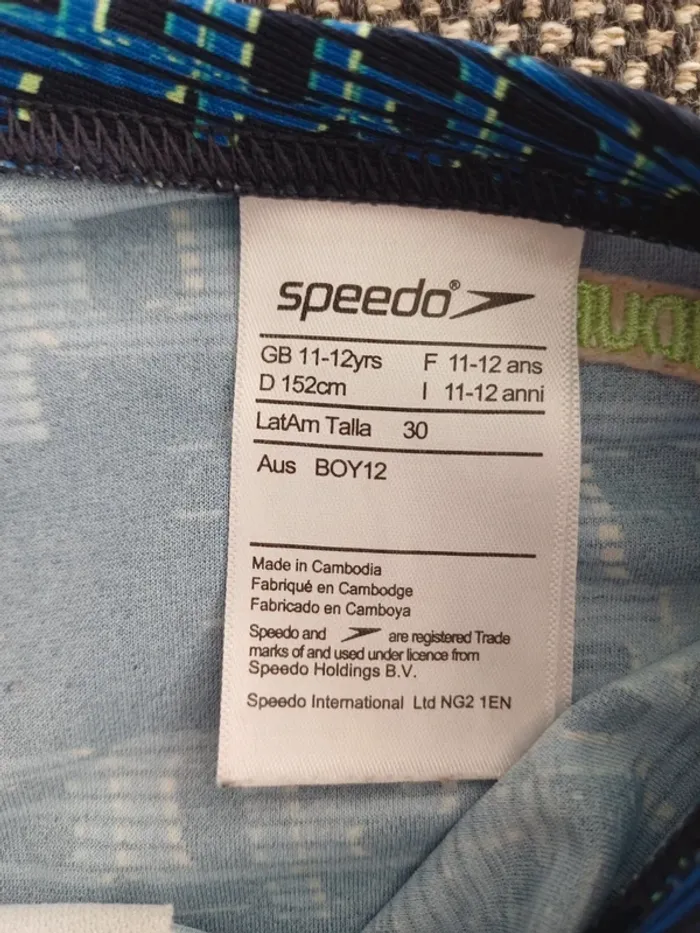 speedo®
GB 11-12yrs F 11-12 ans
D 152cm I 11-12 anni
LatAm Talla 30
Aus BOY12
Made in Cambodia
Fabriqué en Cambodge
Fabricado en Camboya
Speedo and are registered Trade
marks of and used under licence from
Speedo Holdings B.V.
Speedo International Ltd NG2 1EN